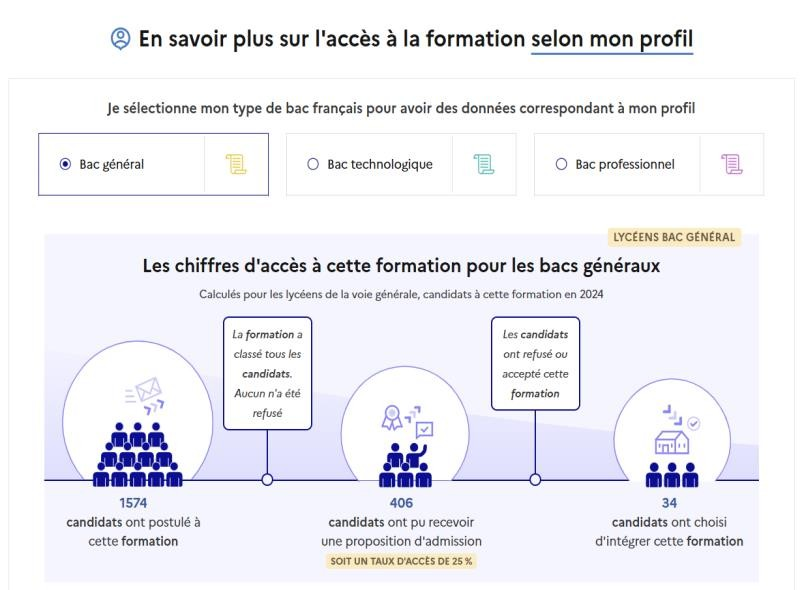 En savoir plus sur l'accès à la formation selon mon profil
Je sélectionne mon type de bac français pour avoir des données correspondant à mon profil
Bac général
Bac technologique
Bac professionnel
LYCÉENS BAC GÉNÉRAL
Les chiffres d'accès à cette formation pour les bacs généraux
Calculés pour les lycéens de la voie générale, candidats à cette formation en 2024
La formation a
classé tous les
candidats.
Aucun n'a été
refusé
Les candidats
ont refusé ou
accepté cette
formation
1574
candidats ont postulé à
cette formation
406
candidats ont pu recevoir
une proposition d'admission
SOIT UN TAUX D'ACCÈS DE 25 %
34
candidats ont choisi
d'intégrer cette formation